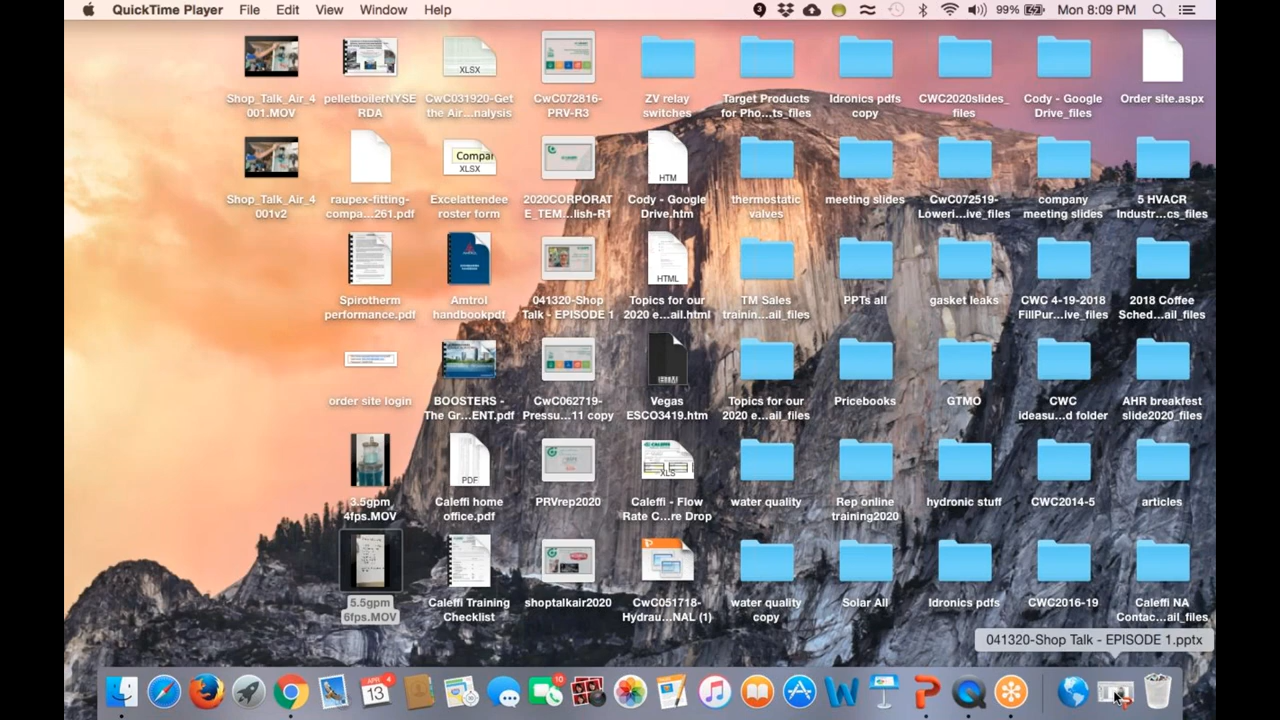 QuickTime Player File Edit View Window Help 3 99% Mon 8:09 PM
Shop_Talk_Air_4
001.MOV
pelletboilerNYSE
RDA
XLSX
CwC031920-Get
the Air...nalysis
CwC072816-
PRV-R3
ZV relay
switches
Target Products
for Pho...ts_files
Idronics pdfs
copy
CWC2020slides_
files
Cody - Google
Drive_files
Order site.aspx
Shop_Talk_Air_4
001v2
raupex-fitting-
compa...261.pdf
Compar
XLSX
Excelattendee
roster form
2020CORPORAT
E_TEM...lish-R1
HTM
Cody - Google
Drive.htm
thermostatic
valves
meeting slides
CwC072519-
Loweri...ive_files
company
meeting slides
5 HVACR
Industr...cs_files
Spirotherm
performance.pdf
Amtrol
handbookpdf
041320-Shop
Talk - EPISODE 1
HTML
Topics for our
2020 e...ail.html
TM Sales
trainin...ail_files
PPTs all
gasket leaks
CWC 4-19-2018
FillPur...ive_files
2018 Coffee
Sched...ail_files
order site login
BOOSTERS -
The Gr...ENT.pdf
CwC062719-
Pressu...11 copy
Vegas
ESCO3419.htm
Topics for our
2020 e...ail_files
Pricebooks
GTMO
CWC
ideasu...d folder
AHR breakfast
slide2020_files
3.5gpm
4fps.MOV
PDF
Caleffi home
office.pdf
PRVrep2020
XLS
Caleffi - Flow
Rate C...re Drop
water quality
Rep online
training2020
hydronic stuff
CWC2014-5
articles
5.5gpm
6fps.MOV
Caleffi Training
Checklist
shoptalkair2020
CwC051718-
Hydrau...NAL (1)
water quality
copy
Solar All
Idronics pdfs
CWC2016-19
Caleffi NA
Contac...ail_files
041320-Shop Talk - EPISODE 1.pptx
APR 4
13
10